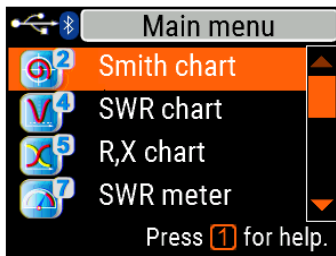 Main menu
2 Smith chart
4 SWR chart
5 R,X chart
7 SWR meter
Press 1 for help.